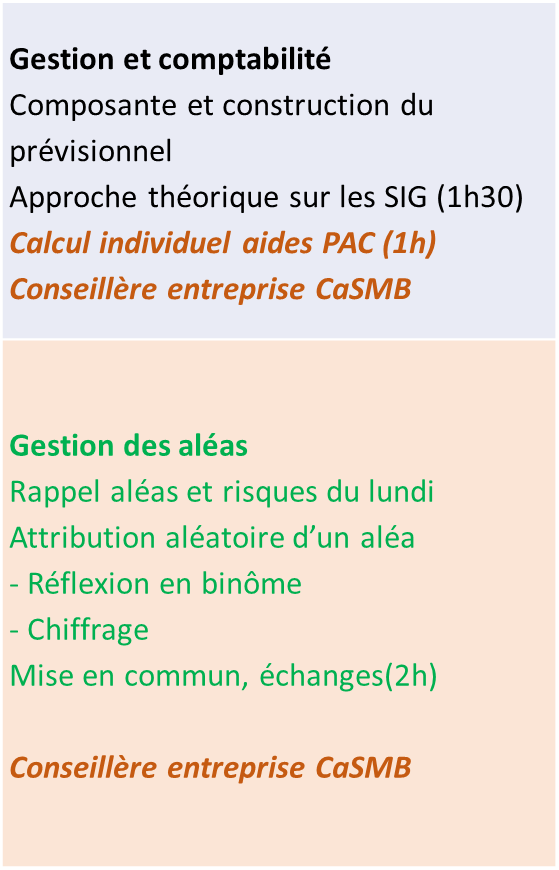 Gestion et comptabilité
Composante et construction du
prévisionnel
Approche théorique sur les SIG (1h30)
Calcul individuel aides PAC (1h)
Conseillère entreprise CaSMB
Gestion des aléas
Rappel aléas et risques du lundi
Attribution aléatoire d’un aléa
- Réflexion en binôme
- Chiffrage
Mise en commun, échanges(2h)
Conseillère entreprise CaSMB